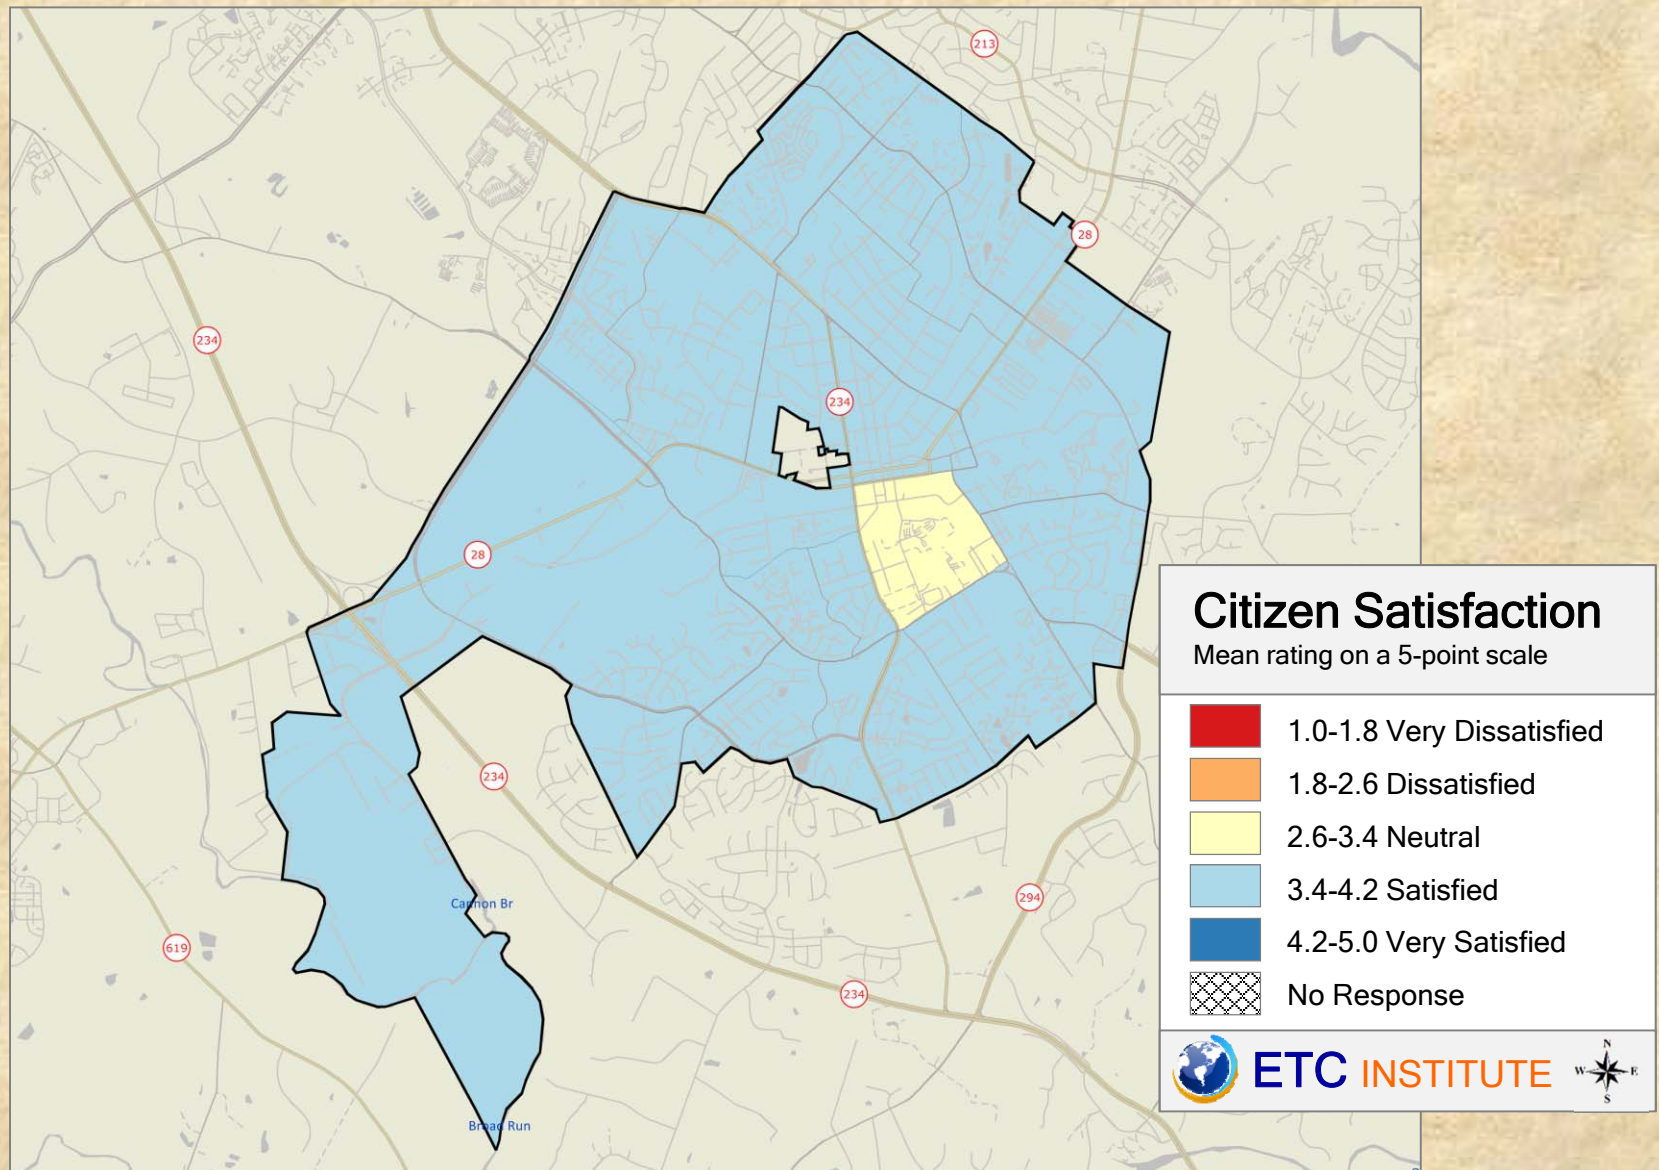 213
28
234
234
28
234
Cannon Br
294
619
234
Broad Run
Citizen Satisfaction
Mean rating on a 5-point scale
1.0-1.8 Very Dissatisfied
1.8-2.6 Dissatisfied
2.6-3.4 Neutral
3.4-4.2 Satisfied
4.2-5.0 Very Satisfied
No Response
ETC INSTITUTE
N
W E
S